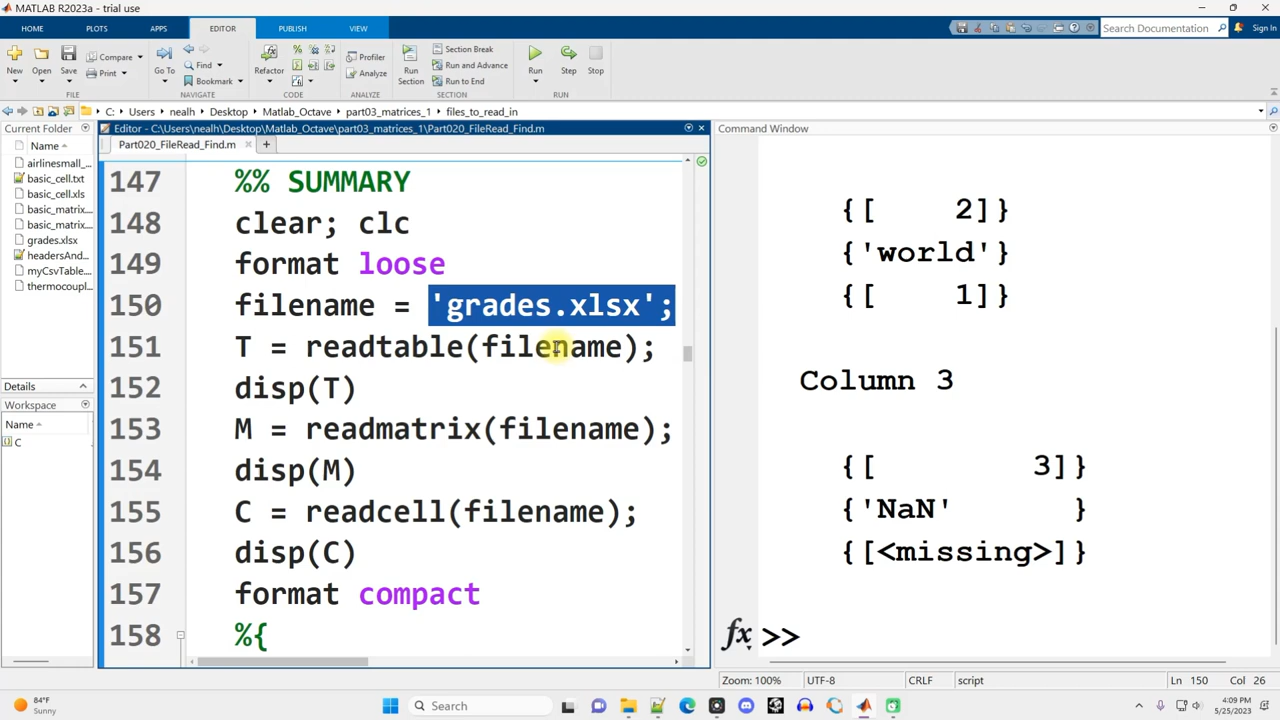 MATLAB R2023a - trial use
HOME PLOTS APPS EDITOR PUBLISH VIEW Search Documentation Sign In
New Open Save Compare Print Go To Find Bookmark Refactor Profiler Analyze Run Section Section Break Run and Advance Run to End Run Step Stop
FILE NAVIGATE CODE ANALYZE SECTION RUN
C: Users nealh Desktop Matlab_Octave part03_matrices_1 files_to_read_in
Current Folder
Name
airlinesmall_...
basic_cell.txt
basic_cell.xls
basic_matrix...
basic_matrix...
grades.xlsx
headersAnd...
myCsvTable...
thermocoupl...
Details
Workspace
Name
C
Editor - C:\Users\nealh\Desktop\Matlab_Octave\part03_matrices_1\Part020_FileRead_Find.m
Part020_FileRead_Find.m
147 %% SUMMARY
148 clear; clc
149 format loose
150 filename = 'grades.xlsx';
151 T = readtable(filename);
152 disp(T)
153 M = readmatrix(filename);
154 disp(M)
155 C = readcell(filename);
156 disp(C)
157 format compact
158 %{
Command Window
{[ 2]}
{'world'}
{[ 1]}
Column 3
{[ 3]}
{'NaN' }
{[<missing>]}
fx >>
Zoom: 100% UTF-8 CRLF script Ln 150 Col 26
84°F
Sunny
Search
4:09 PM
5/25/2023